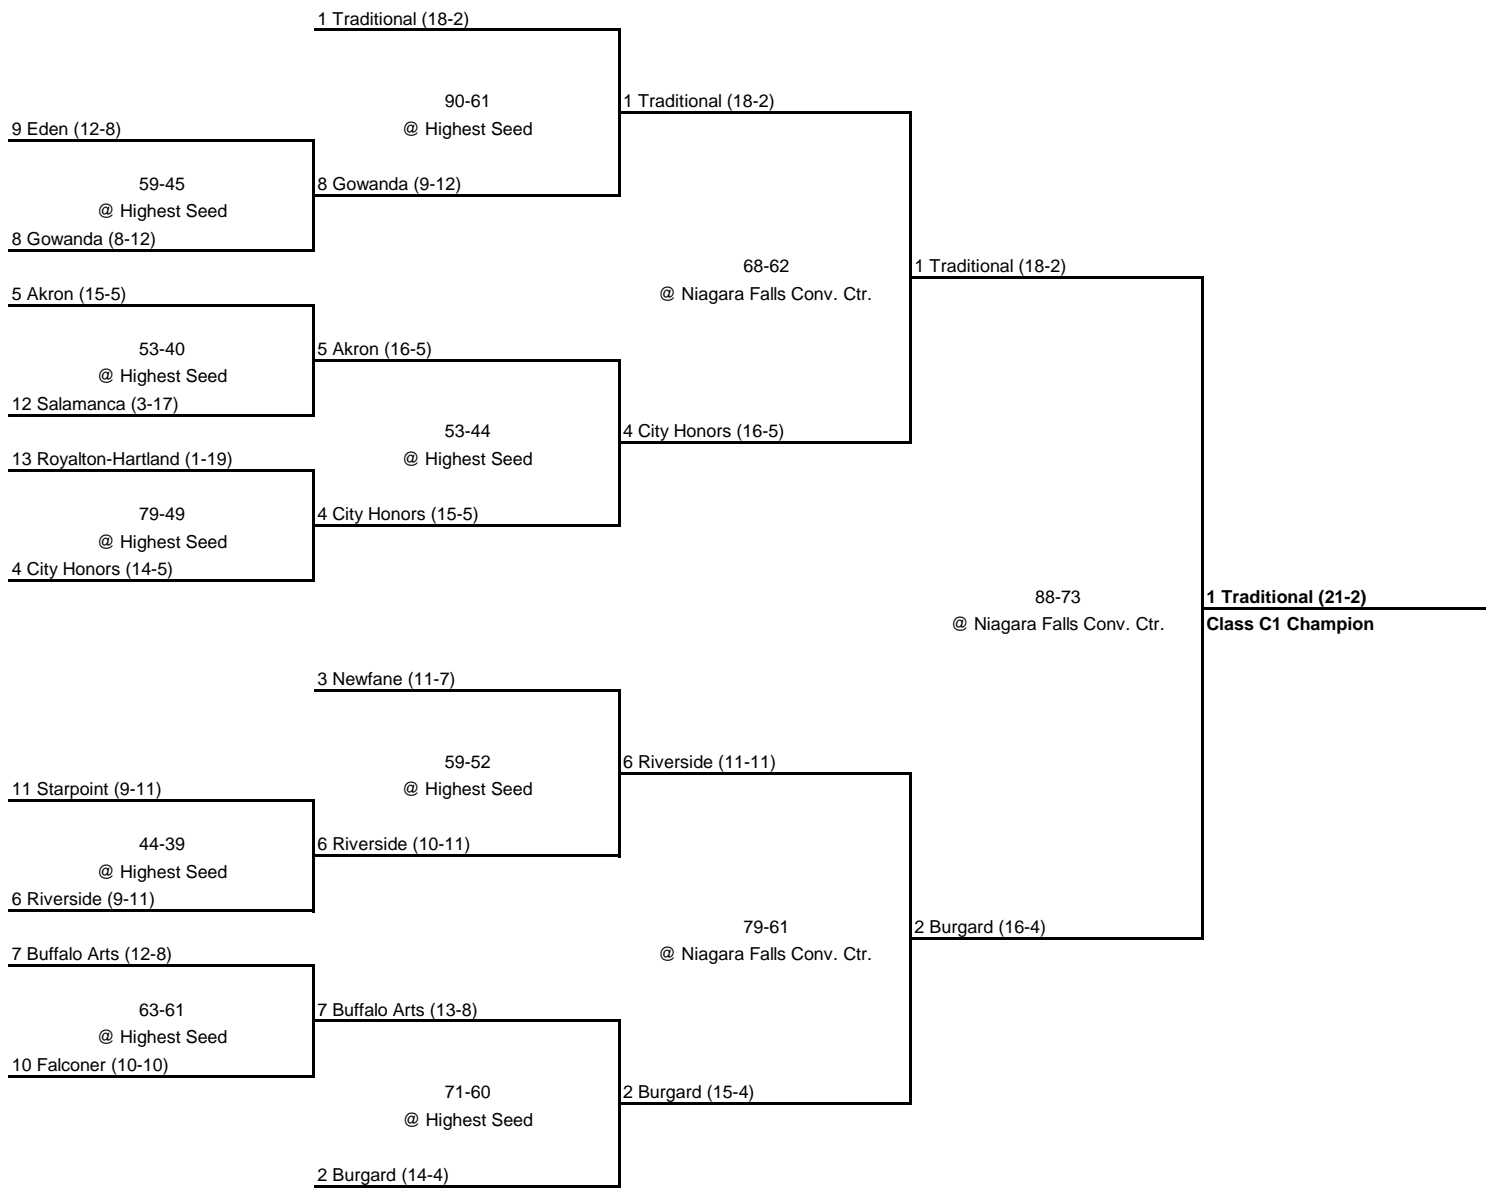 1 Traditional (18-2)
90-61
1 Traditional (18-2)
9 Eden (12-8)
@ Highest Seed
59-45
8 Gowanda (9-12)
@ Highest Seed
8 Gowanda (8-12)
68-62
1 Traditional (18-2)
5 Akron (15-5)
@ Niagara Falls Conv. Ctr.
53-40
5 Akron (16-5)
@ Highest Seed
12 Salamanca (3-17)
53-44
4 City Honors (16-5)
13 Royalton-Hartland (1-19)
@ Highest Seed
79-49
4 City Honors (15-5)
@ Highest Seed
4 City Honors (14-5)
88-73
1 Traditional (21-2)
@ Niagara Falls Conv. Ctr.
Class C1 Champion
3 Newfane (11-7)
59-52
6 Riverside (11-11)
11 Starpoint (9-11)
@ Highest Seed
44-39
6 Riverside (10-11)
@ Highest Seed
6 Riverside (9-11)
79-61
2 Burgard (16-4)
7 Buffalo Arts (12-8)
@ Niagara Falls Conv. Ctr.
63-61
7 Buffalo Arts (13-8)
@ Highest Seed
10 Falconer (10-10)
71-60
2 Burgard (15-4)
@ Highest Seed
2 Burgard (14-4)